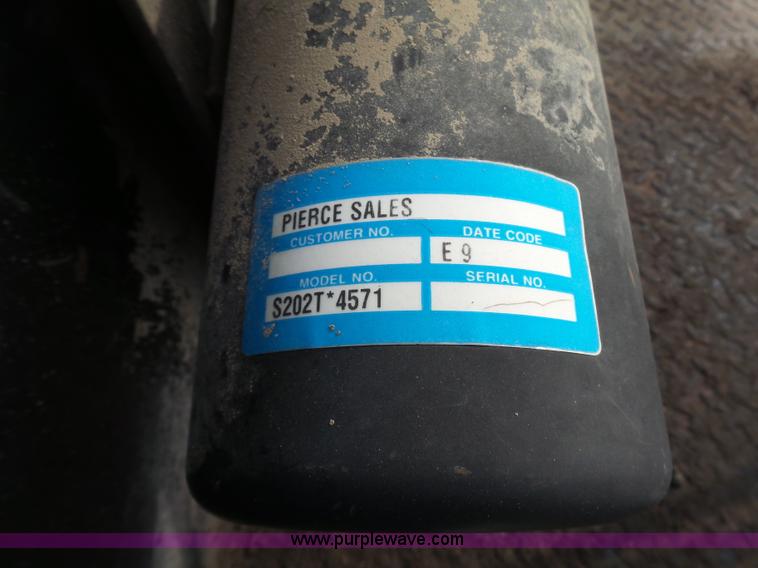 PIERCE SALES
CUSTOMER NO. DATE CODE
E 9
MODEL NO. SERIAL NO.
S202T*4571
www.purplewave.com